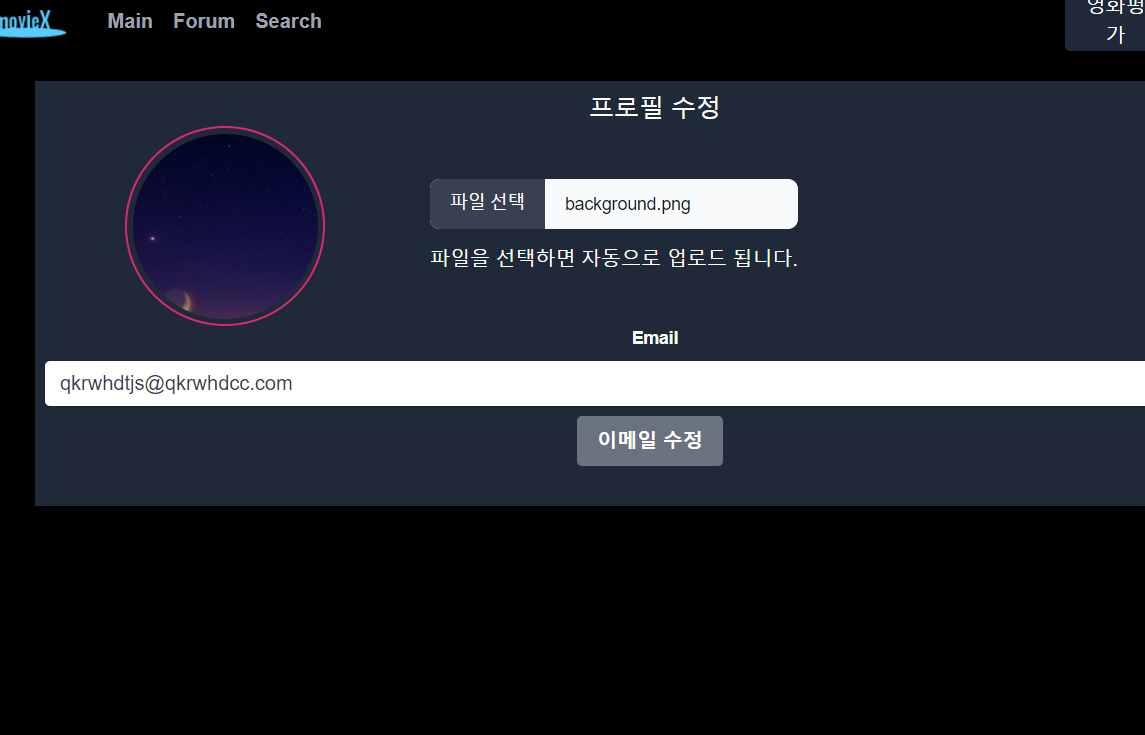 movieX Main Forum Search
영화평
가
프로필 수정
파일 선택 background.png
파일을 선택하면 자동으로 업로드 됩니다.
Email
qkrwhdtjs@qkrwhdcc.com
이메일 수정